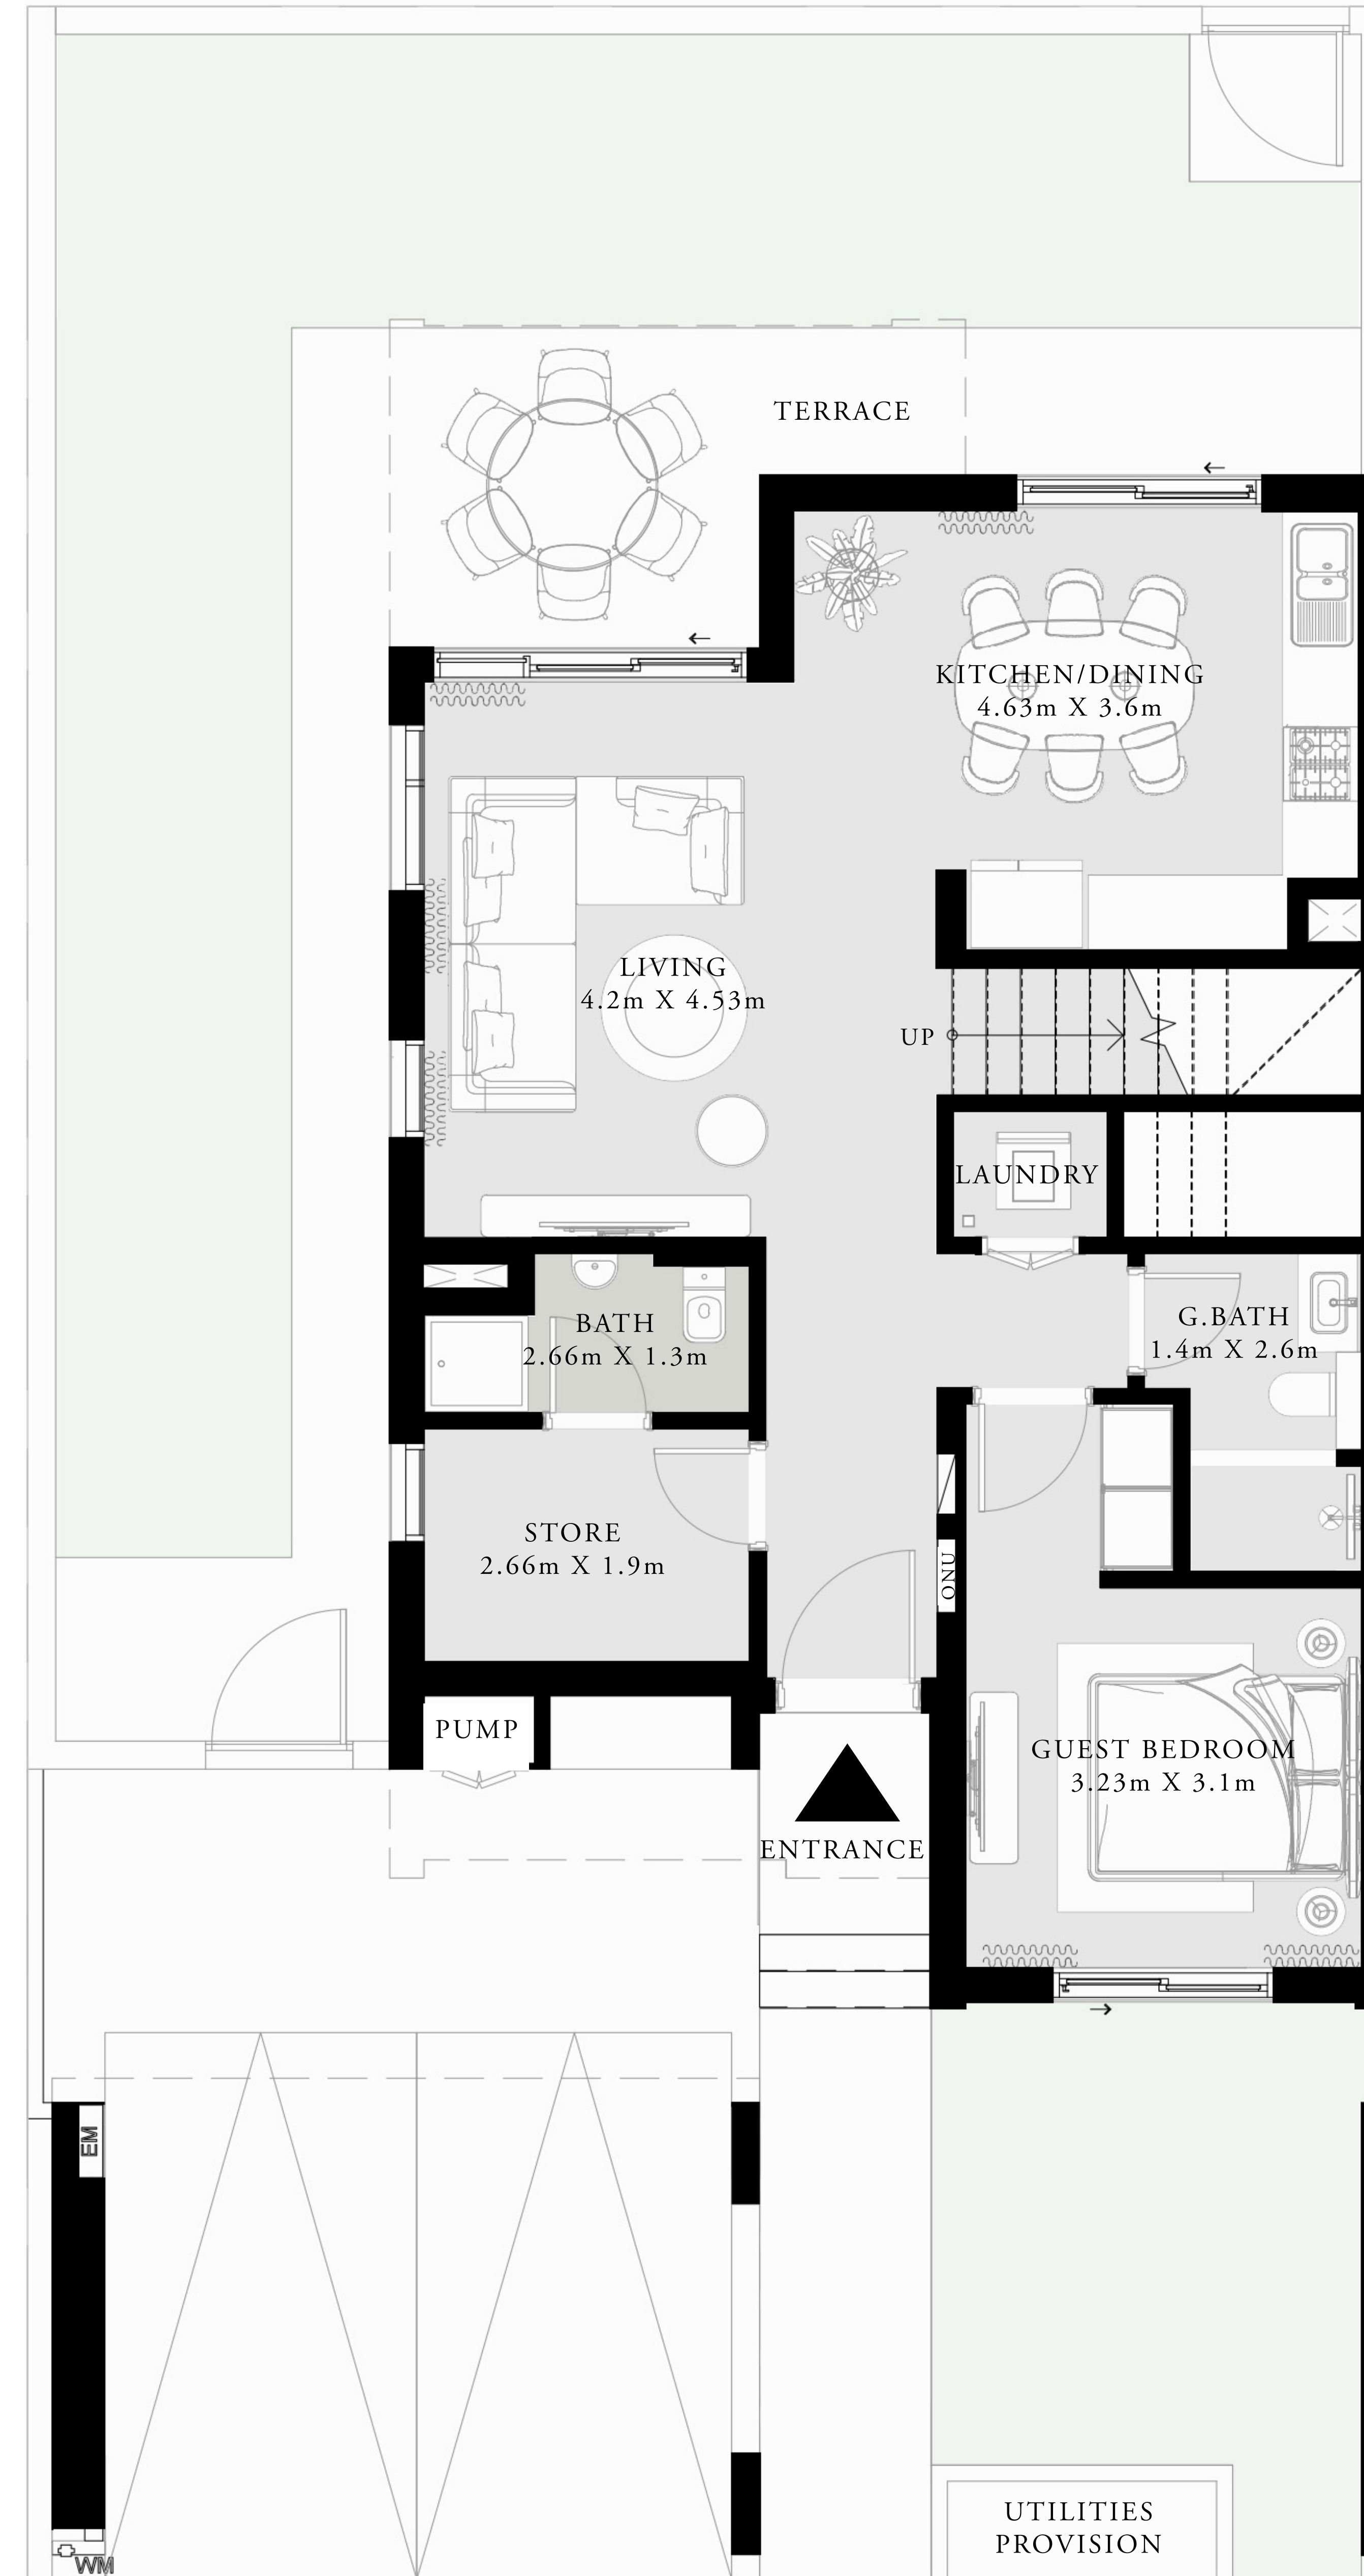 TERRACE
KITCHEN/DINING
4.63m X 3.6m
LIVING
4.2m X 4.53m
UP
LAUNDRY
BATH
2.66m X 1.3m
G.BATH
1.4m X 2.6m
STORE
2.66m X 1.9m
ONU
PUMP
GUEST BEDROOM
3.23m X 3.1m
ENTRANCE
EM
UTILITIES
PROVISION
WM